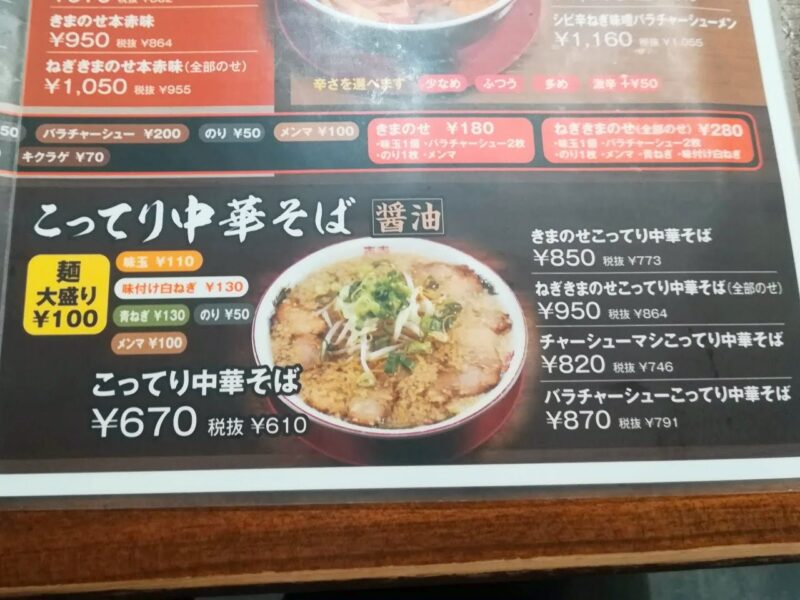 きまのせ本赤味
¥950 税抜 ¥864
ねぎきまのせ本赤味(全部のせ)
¥1,050 税抜 ¥955
シビ辛ねぎ味噌バラチャーシューメン
¥1,160 税抜 ¥1,055
辛さを選べます 少なめ ふつう 多め 激辛+¥50
バラチャーシュー ¥200 のり ¥50 メンマ ¥100
キクラゲ ¥70
きまのせ ¥180
・味玉1個・バラチャーシュー2枚
・のり1枚・メンマ
ねぎきまのせ(全部のせ) ¥280
・味玉1個・バラチャーシュー2枚
・のり1枚・メンマ・青ねぎ・味付け白ねぎ
こってり中華そば 醤油
麺
大盛り
¥100
味玉 ¥110
味付け白ねぎ ¥130
青ねぎ ¥130 のり ¥50
メンマ ¥100
こってり中華そば
¥670 税抜 ¥610
きまのせこってり中華そば
¥850 税抜 ¥773
ねぎきまのせこってり中華そば(全部のせ)
¥950 税抜 ¥864
チャーシューマシこってり中華そば
¥820 税抜 ¥746
バラチャーシューこってり中華そば
¥870 税抜 ¥791